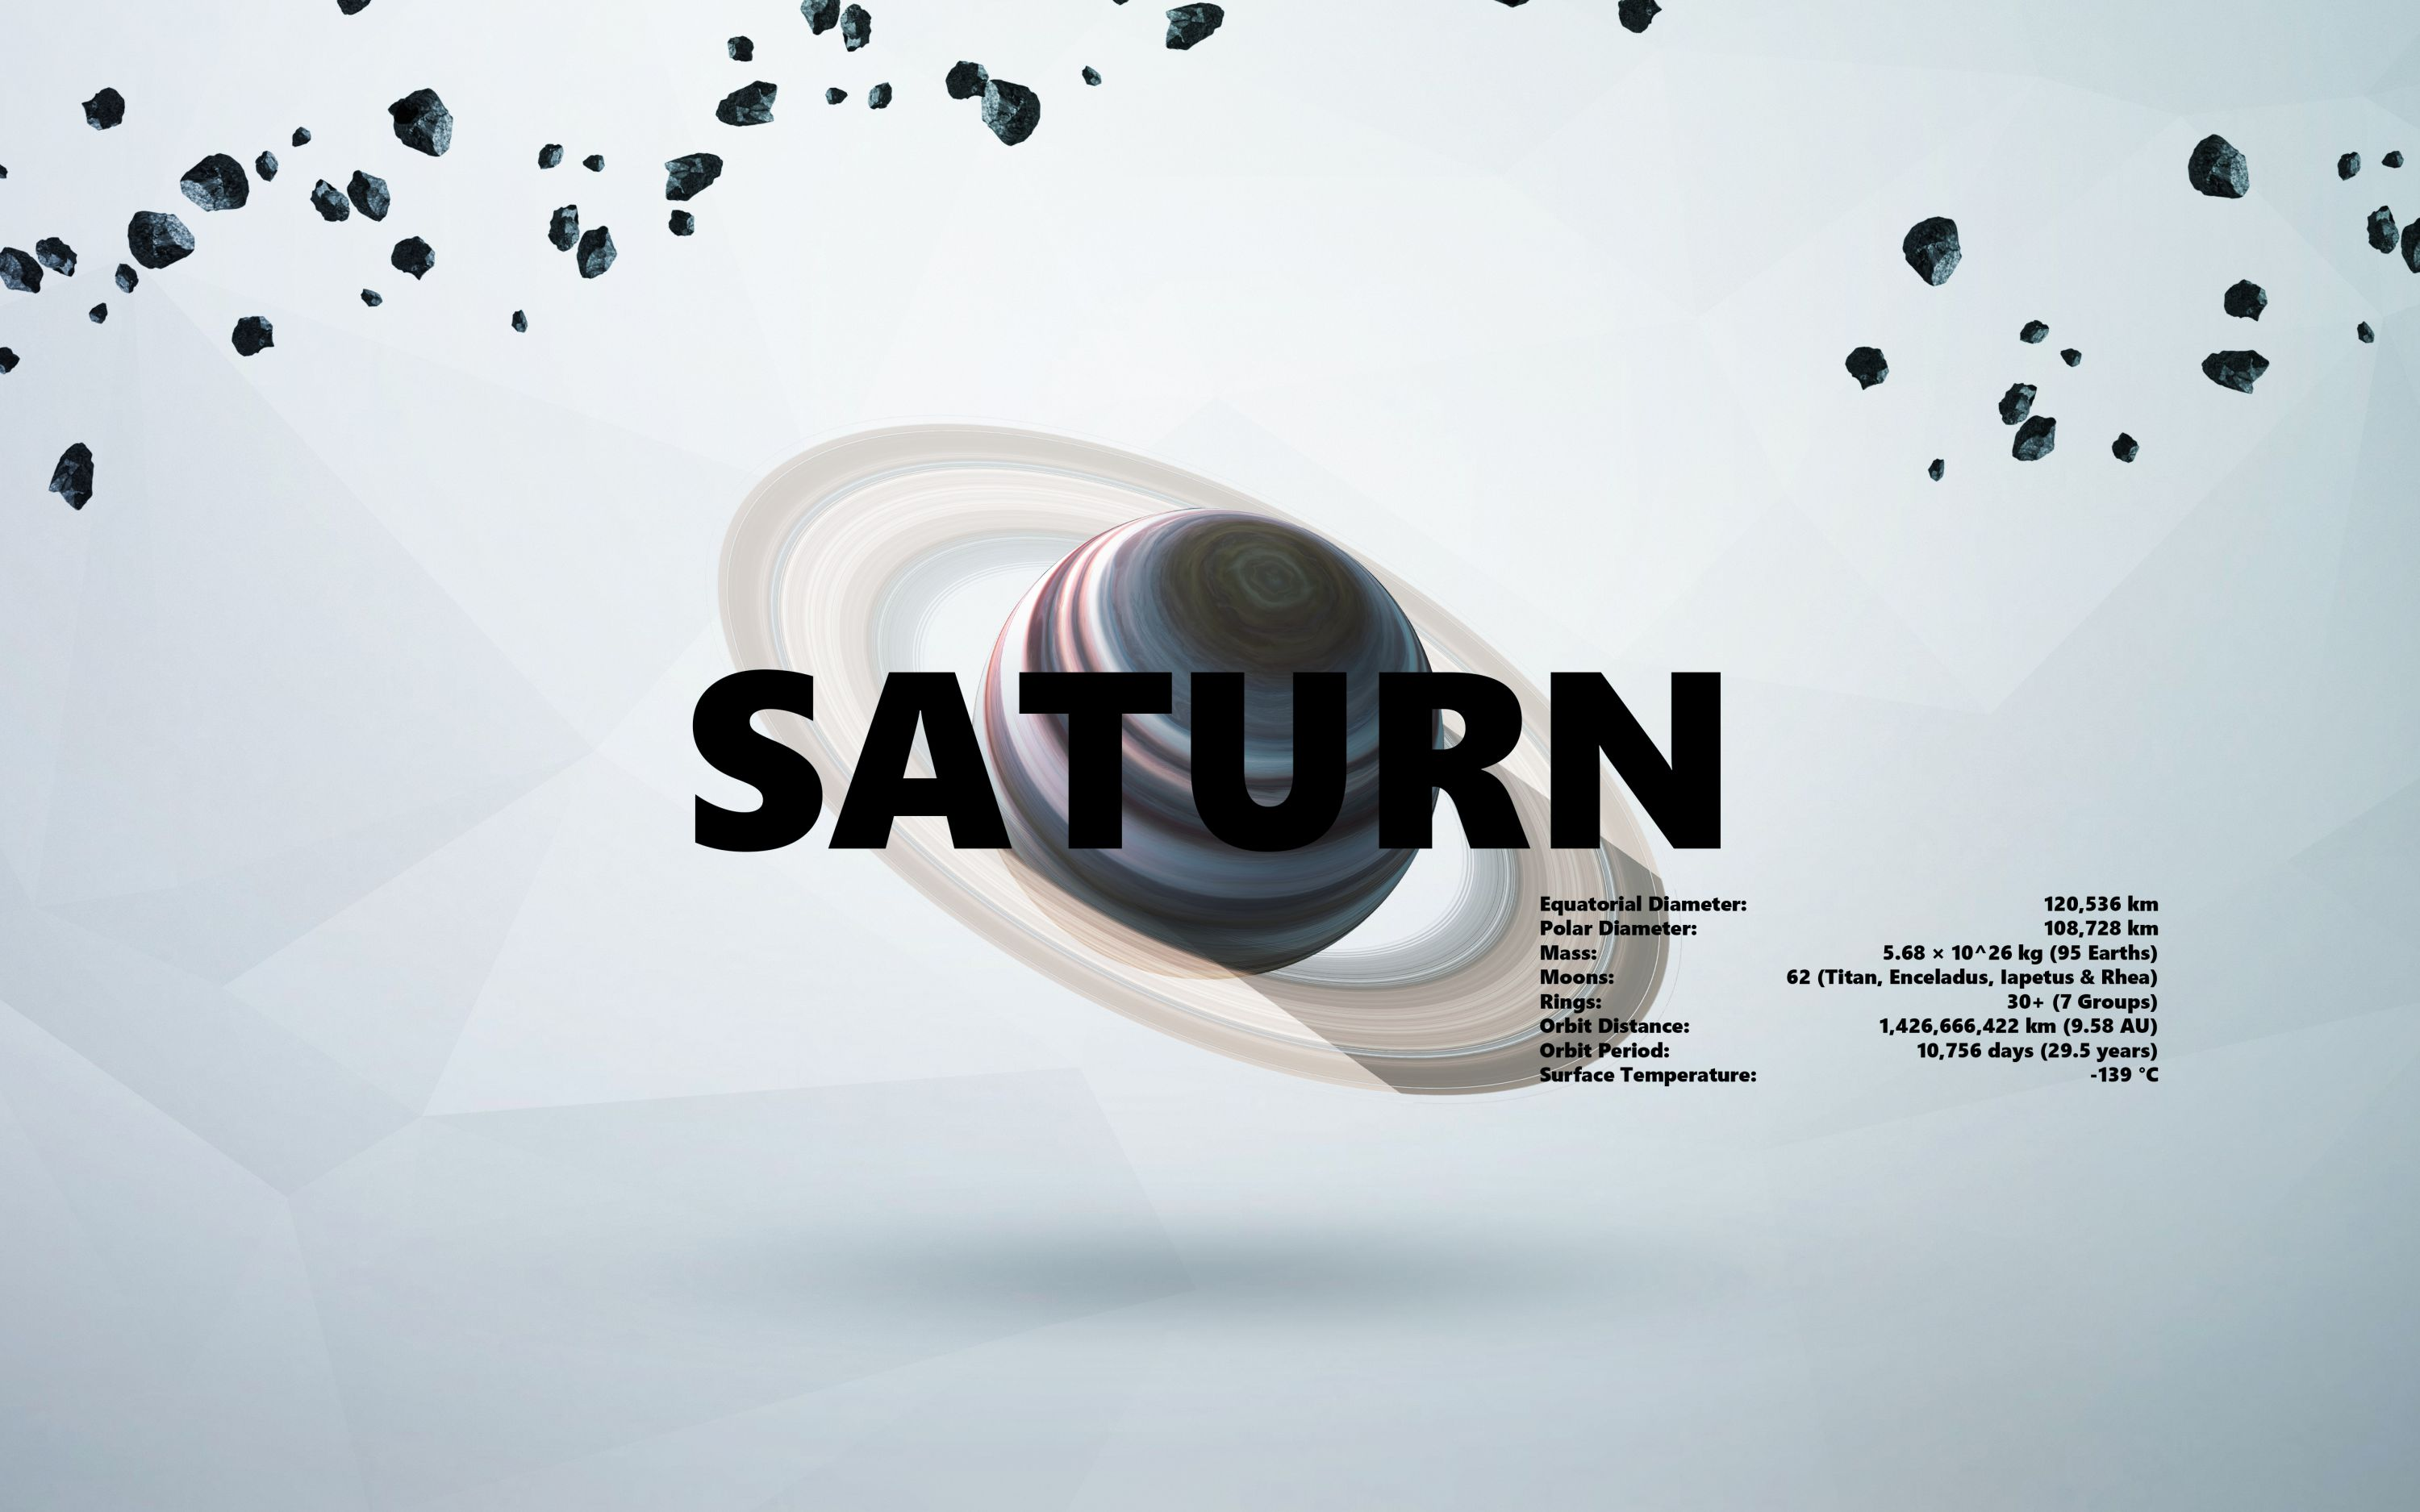 SATURN
Equatorial Diameter: 120,536 km
Polar Diameter: 108,728 km
Mass: 5.68 × 10^26 kg (95 Earths)
Moons: 62 (Titan, Enceladus, Iapetus & Rhea)
Rings: 30+ (7 Groups)
Orbit Distance: 1,426,666,422 km (9.58 AU)
Orbit Period: 10,756 days (29.5 years)
Surface Temperature: -139 °C